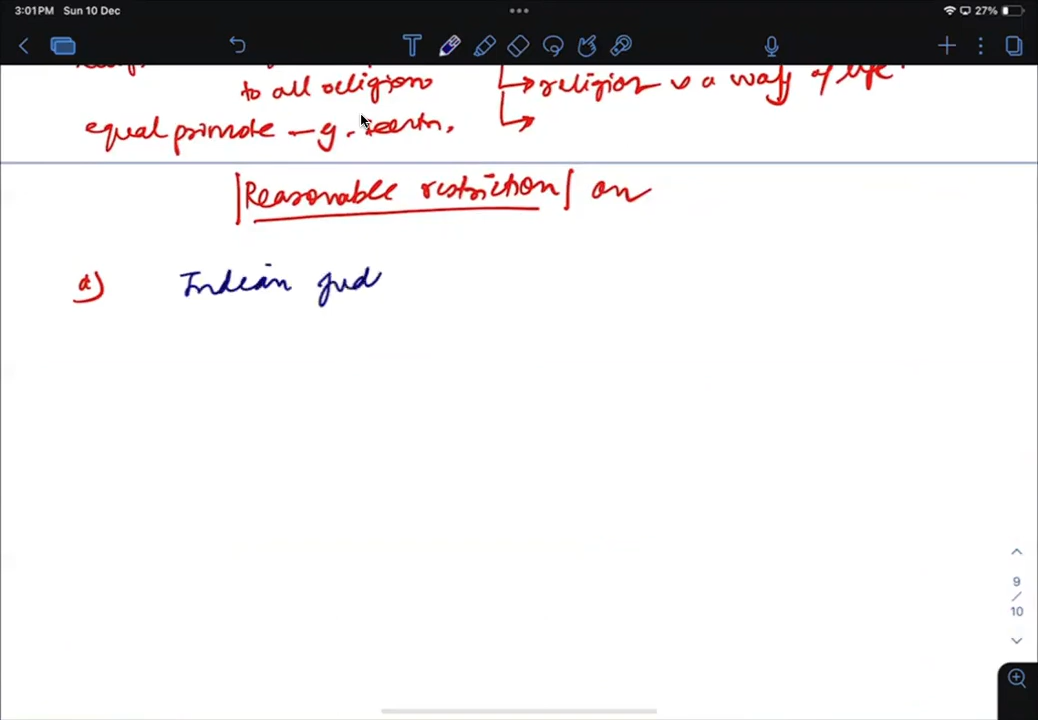 3:01PM Sun 10 Dec
27%
T
to all religions
→religion is a way of life.
equal promote – g.
|Reasonable restriction| on
a) Indian jud
9
/
10